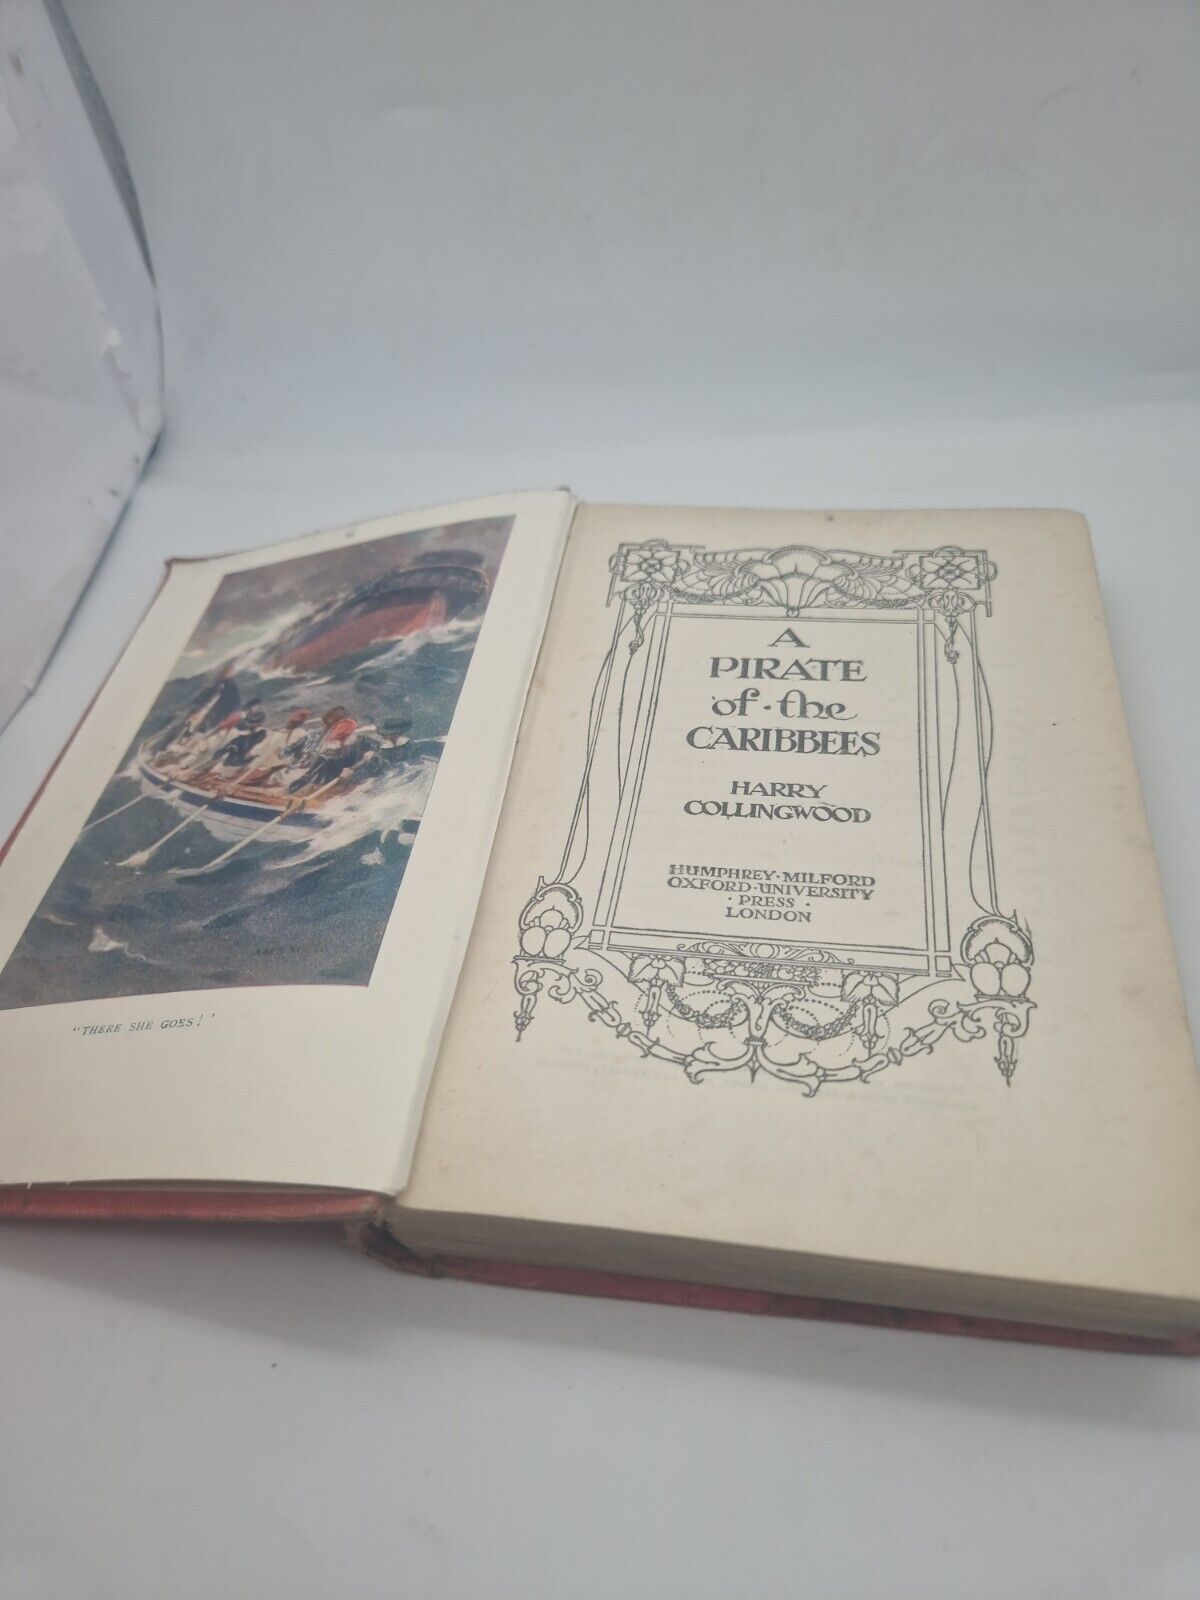 "THERE SHE GOES!"
A
PIRATE
of·the
CARIBBEES
HARRY
COLLINGWOOD
HUMPHREY·MILFORD
OXFORD·UNIVERSITY
·PRESS·
LONDON